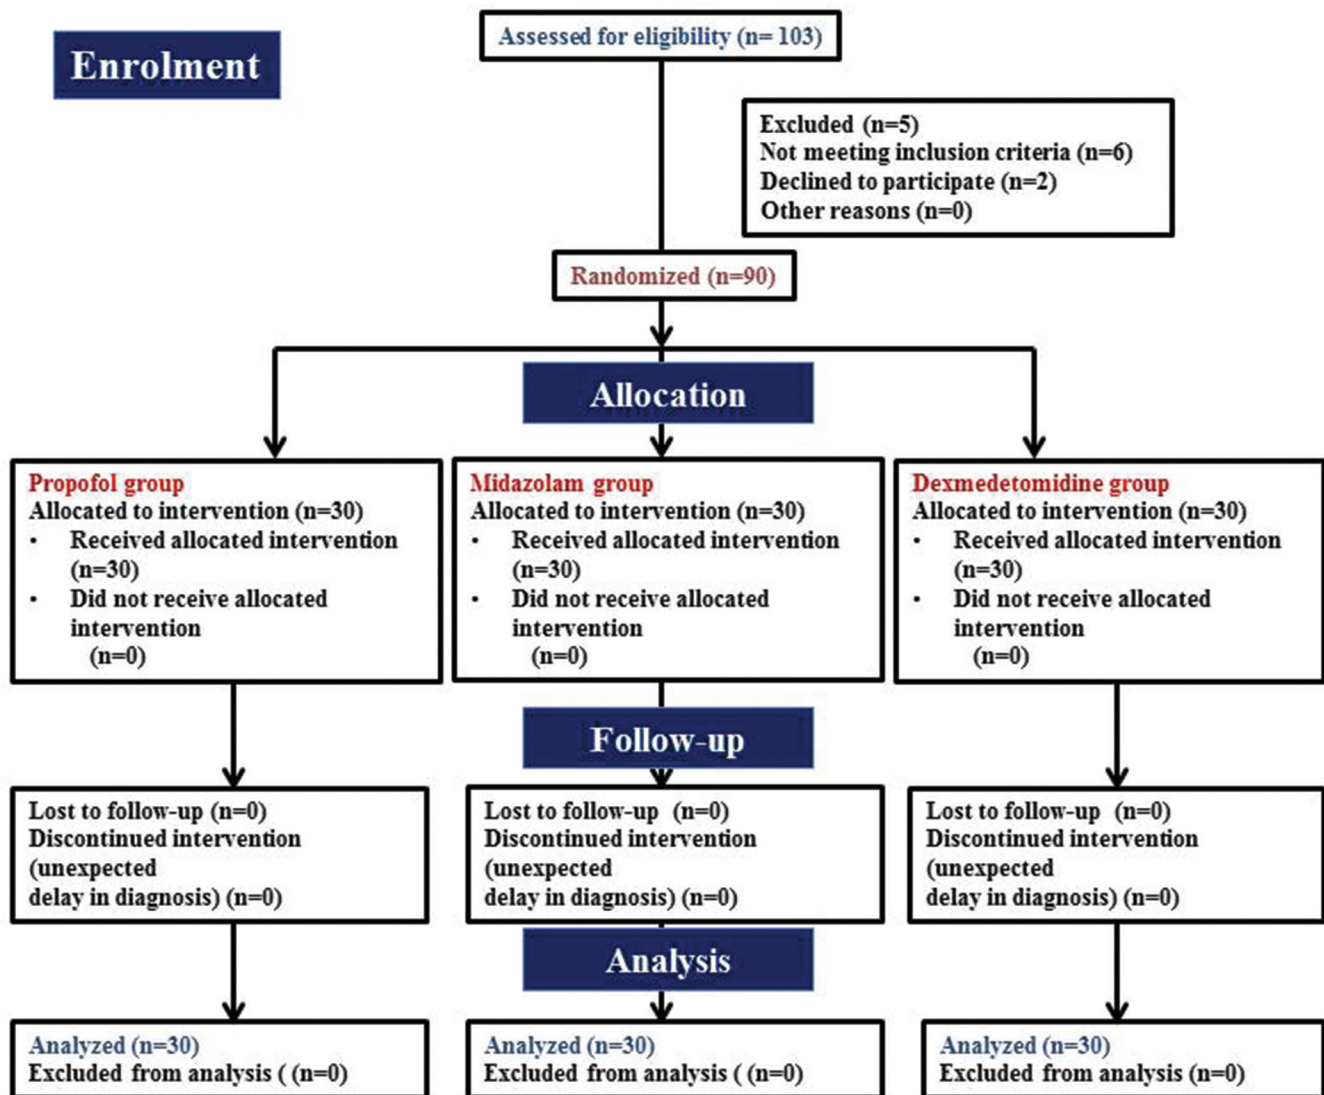 Enrolment
Assessed for eligibility (n= 103)
Excluded (n=5)
Not meeting inclusion criteria (n=6)
Declined to participate (n=2)
Other reasons (n=0)
Randomized (n=90)
Allocation
Propofol group
Allocated to intervention (n=30)
• Received allocated intervention
(n=30)
• Did not receive allocated
intervention
(n=0)
Midazolam group
Allocated to intervention (n=30)
• Received allocated intervention
(n=30)
• Did not receive allocated
intervention
(n=0)
Dexmedetomidine group
Allocated to intervention (n=30)
• Received allocated intervention
(n=30)
• Did not receive allocated
intervention
(n=0)
Follow-up
Lost to follow-up (n=0)
Discontinued intervention
(unexpected
delay in diagnosis) (n=0)
Lost to follow-up (n=0)
Discontinued intervention
(unexpected
delay in diagnosis) (n=0)
Lost to follow-up (n=0)
Discontinued intervention
(unexpected
delay in diagnosis) (n=0)
Analysis
Analyzed (n=30)
Excluded from analysis ( (n=0)
Analyzed (n=30)
Excluded from analysis ( (n=0)
Analyzed (n=30)
Excluded from analysis (n=0)